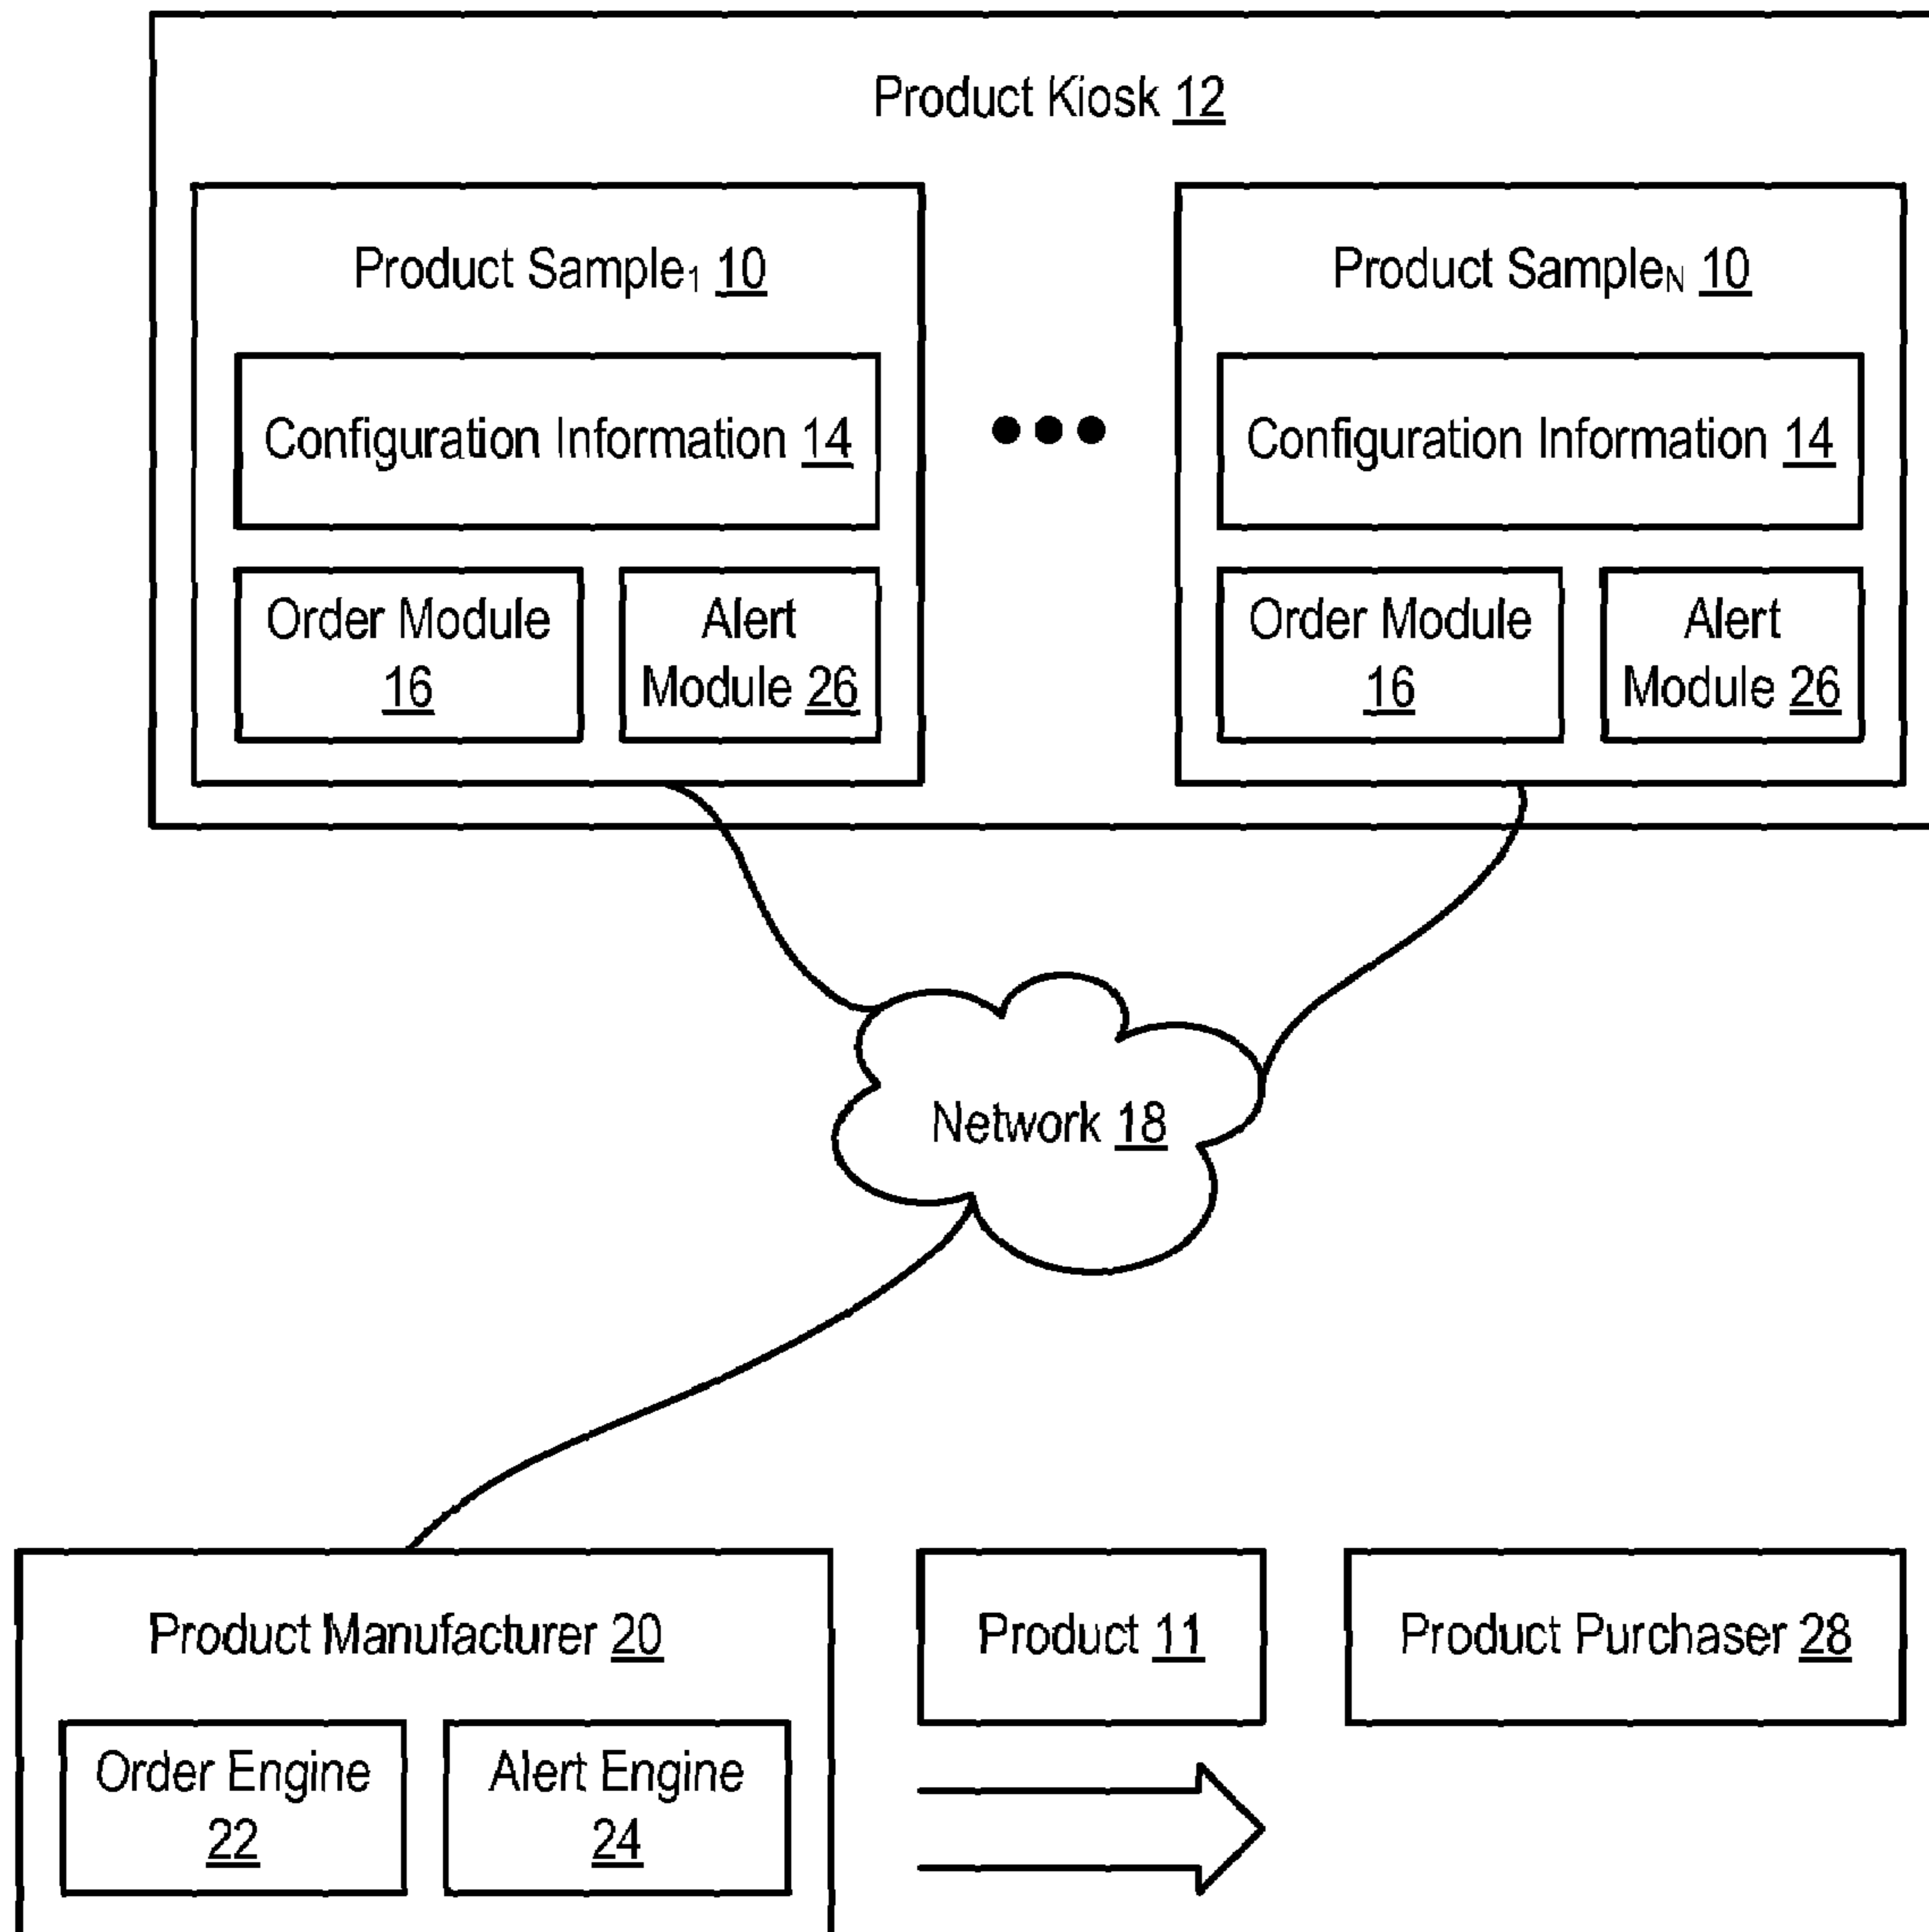 Product Kiosk 12
Product Sample₁ 10
Configuration Information 14
Order Module
16
Alert
Module 26
Product Sample_N 10
Configuration Information 14
Order Module
16
Alert
Module 26
Network 18
Product Manufacturer 20
Order Engine
22
Alert Engine
24
Product 11
Product Purchaser 28